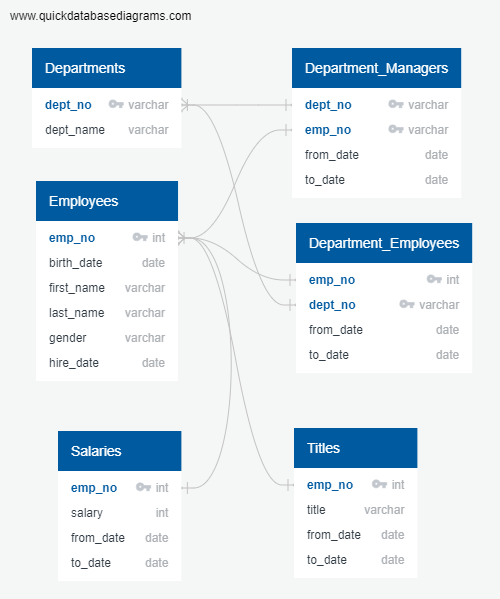 www.quickdatabasediagrams.com
Departments
dept_no varchar
dept_name varchar
Department_Managers
dept_no varchar
emp_no varchar
from_date date
to_date date
Employees
emp_no int
birth_date date
first_name varchar
last_name varchar
gender varchar
hire_date date
Department_Employees
emp_no int
dept_no varchar
from_date date
to_date date
Salaries
emp_no int
salary int
from_date date
to_date date
Titles
emp_no int
title varchar
from_date date
to_date date